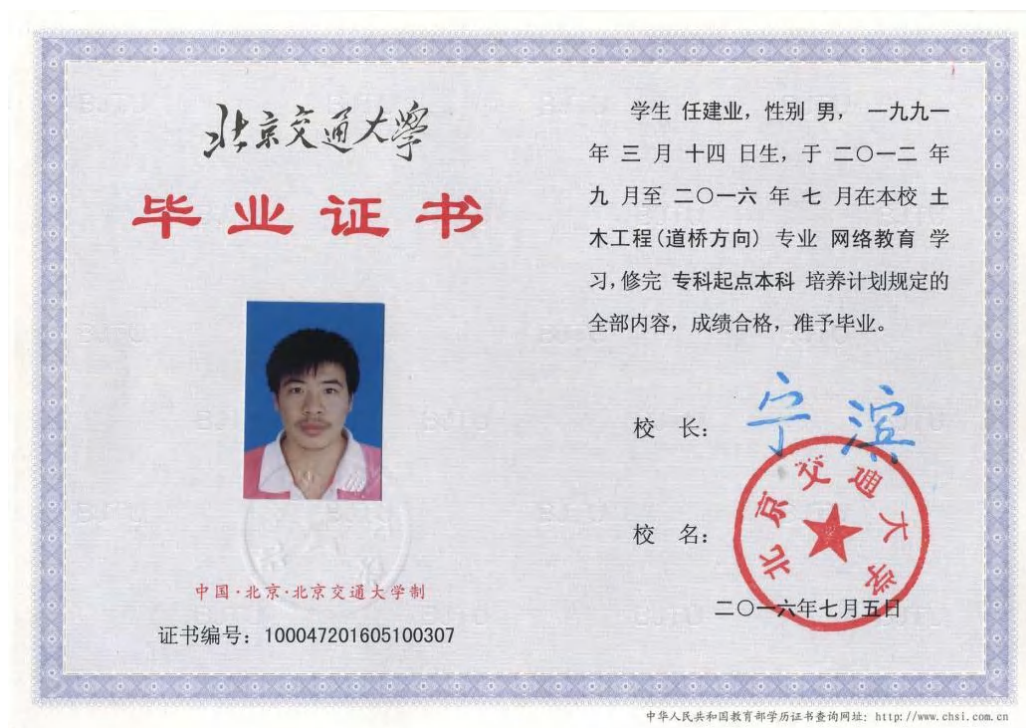 北京交通大學
毕业证书
中国·北京·北京交通大学制
证书编号：100047201605100307
学生 任建业，性别 男， 一九九一
年 三 月 十四 日生，于 二〇一二 年
九 月至 二〇一六 年 七 月在本校 土
木工程(道桥方向) 专业 网络教育 学
习，修完 专科起点本科 培养计划规定的
全部内容，成绩合格，准予毕业。
校 长：
宁滨
校 名：
北京交通大学
二〇一六年七月五日
中华人民共和国教育部学历证书查询网址：http://www.chsi.com.cn